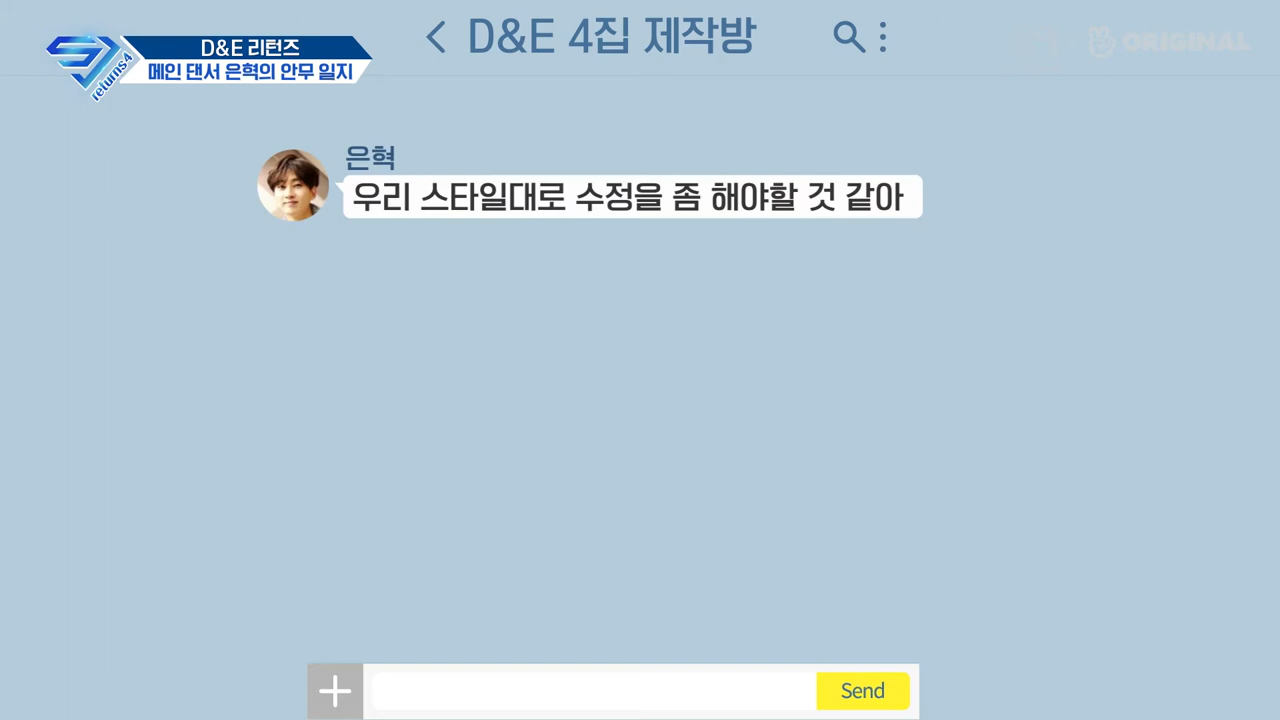 D&E 리턴즈
메인 댄서 은혁의 안무 일지
returns4
D&E 4집 제작방
ORIGINAL
은혁
우리 스타일대로 수정을 좀 해야할 것 같아
Send